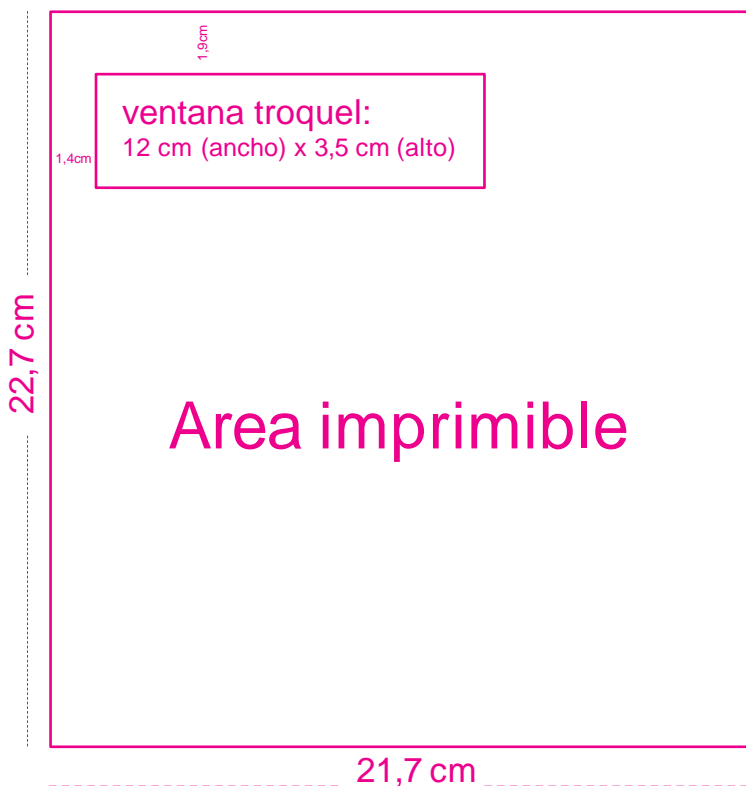 1,9cm
ventana troquel:
12 cm (ancho) x 3,5 cm (alto)
1,4cm
22,7 cm
Area imprimible
21,7 cm